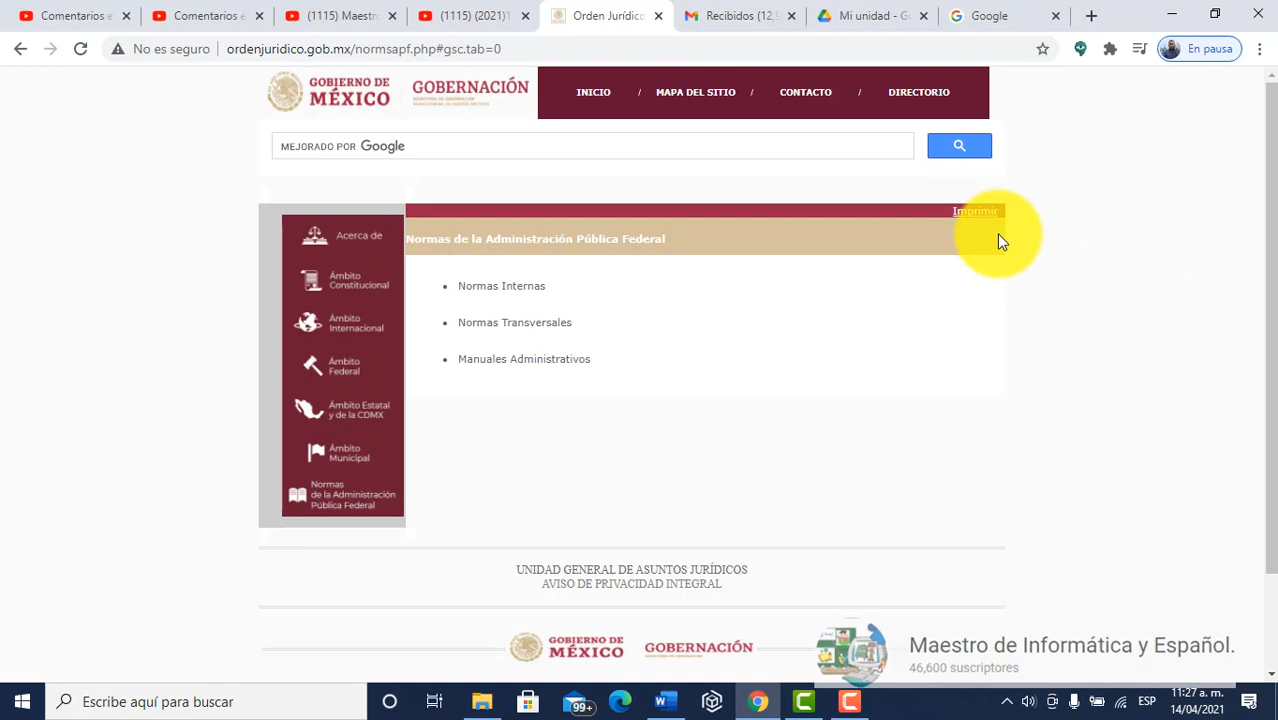 Comentarios e
Comentarios e
(1115) Maestro
(1115) (2021)
Orden Jurídico
Recibidos (12,9
Mi unidad - Go
Google
No es seguro
ordenjuridico.gob.mx/normsapf.php#gsc.tab=0
En pausa
GOBIERNO DE
MÉXICO
GOBERNACIÓN
INICIO / MAPA DEL SITIO / CONTACTO / DIRECTORIO
MEJORADO POR Google
Imprimir
Normas de la Administración Pública Federal
Acerca de
Ámbito
Constitucional
Ámbito
Internacional
Ámbito
Federal
Ámbito Estatal
y de la CDMX
Ámbito
Municipal
Normas
de la Administración
Pública Federal
Normas Internas
Normas Transversales
Manuales Administrativos
UNIDAD GENERAL DE ASUNTOS JURÍDICOS
AVISO DE PRIVACIDAD INTEGRAL
GOBIERNO DE
MÉXICO
GOBERNACIÓN
Maestro de Informática y Español.
46,600 suscriptores
Escribe aquí para buscar
99+
ESP
11:27 a. m.
14/04/2021